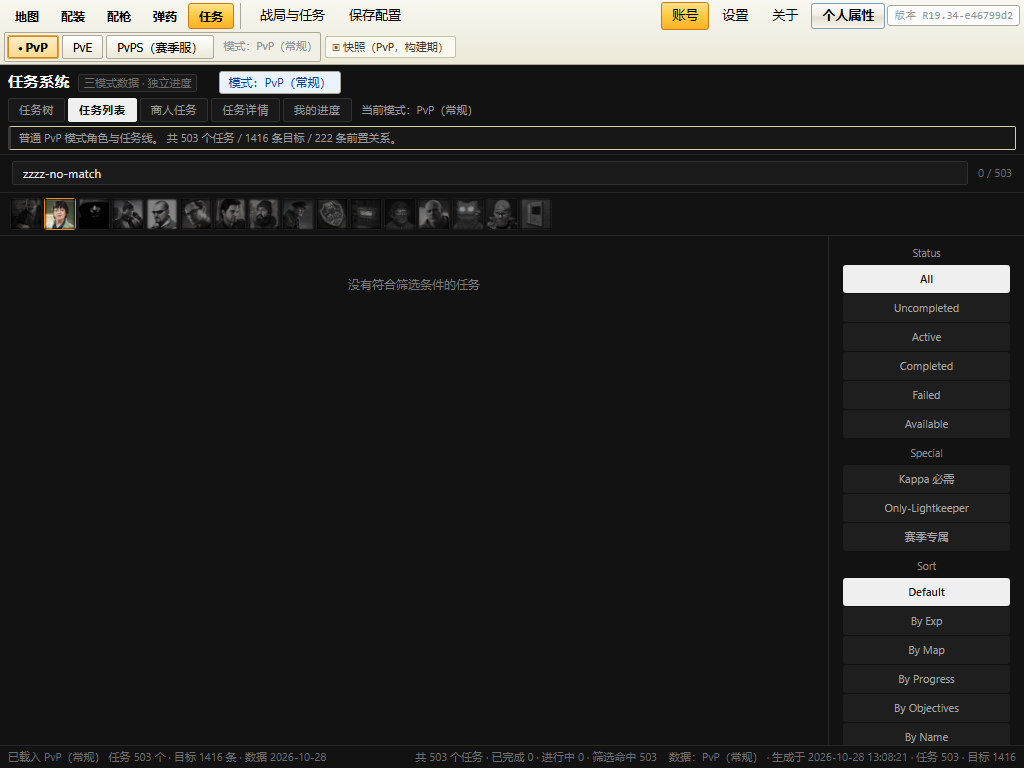 地图 配装 配枪 弹药 任务 战局与任务 保存配置 账号 设置 关于 个人属性 版本 R19.34-e46799d2
• PvP PvE PvPS（赛季服） 模式：PvP（常规） 快照（PvP，构建期）
任务系统 三模式数据 · 独立进度 模式：PvP（常规）
任务树 任务列表 商人任务 任务详情 我的进度 当前模式：PvP（常规）
普通 PvP 模式角色与任务线。 共 503 个任务 / 1416 条目标 / 222 条前置关系。
zzzz-no-match 0 / 503
没有符合筛选条件的任务
Status
All
Uncompleted
Active
Completed
Failed
Available
Special
Kappa 必需
Only-Lightkeeper
赛季专属
Sort
Default
By Exp
By Map
By Progress
By Objectives
By Name
已载入 PvP（常规） 任务 503 个 · 目标 1416 条 · 数据 2026-10-28 共 503 个任务 · 已完成 0 · 进行中 0 · 筛选命中 503 数据：PvP（常规） · 生成于 2026-10-28 13:08:21 · 任务 503 · 目标 1416